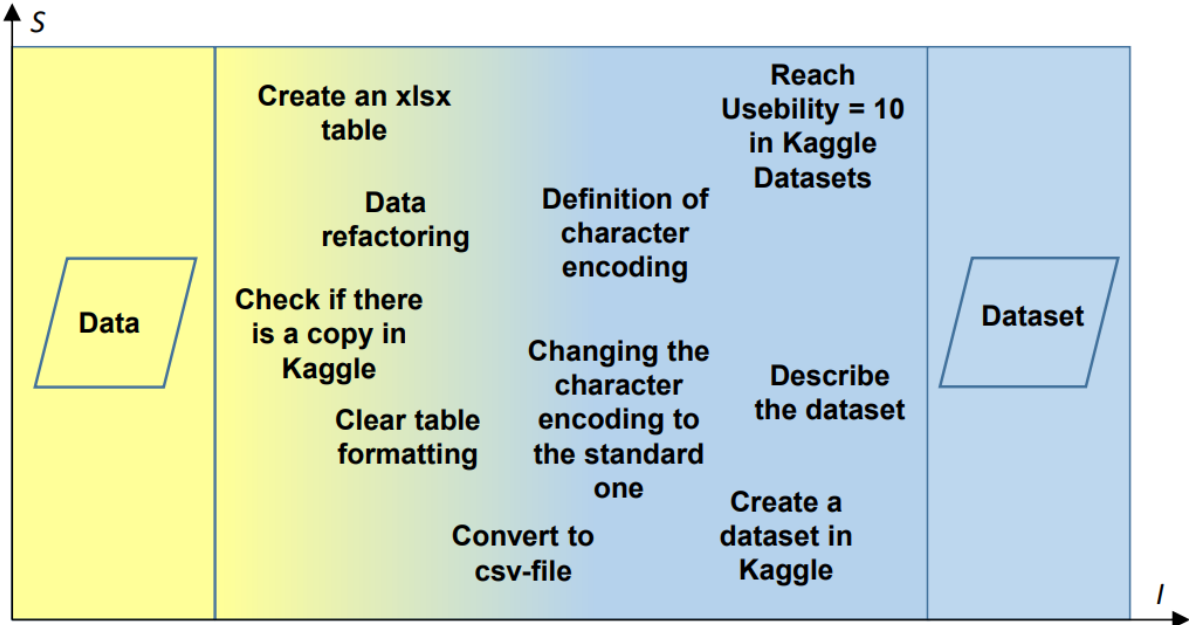 S
Create an xlsx
table
Reach
Usebility = 10
in Kaggle
Datasets
Data
refactoring
Definition of
character
encoding
Data
Check if there
is a copy in
Kaggle
Dataset
Changing the
character
encoding to
the standard
one
Describe
the dataset
Clear table
formatting
Convert to
csv-file
Create a
dataset in
Kaggle
I